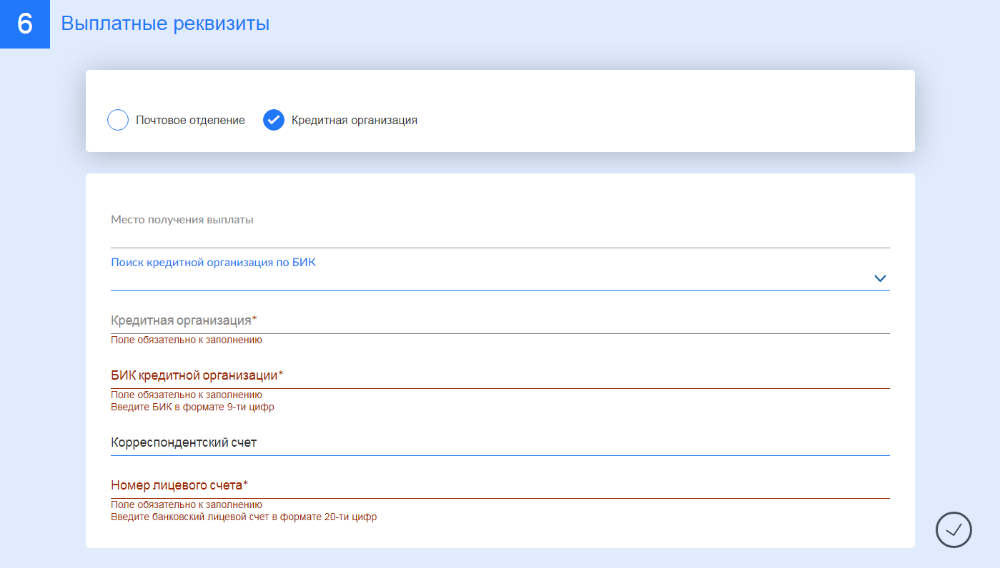 6
Выплатные реквизиты
Почтовое отделение
Кредитная организация
Место получения выплаты
Поиск кредитной организация по БИК
Кредитная организация*
Поле обязательно к заполнению
БИК кредитной организации*
Поле обязательно к заполнению
Введите БИК в формате 9-ти цифр
Корреспондентский счет
Номер лицевого счета*
Поле обязательно к заполнению
Введите банковский лицевой счет в формате 20-ти цифр